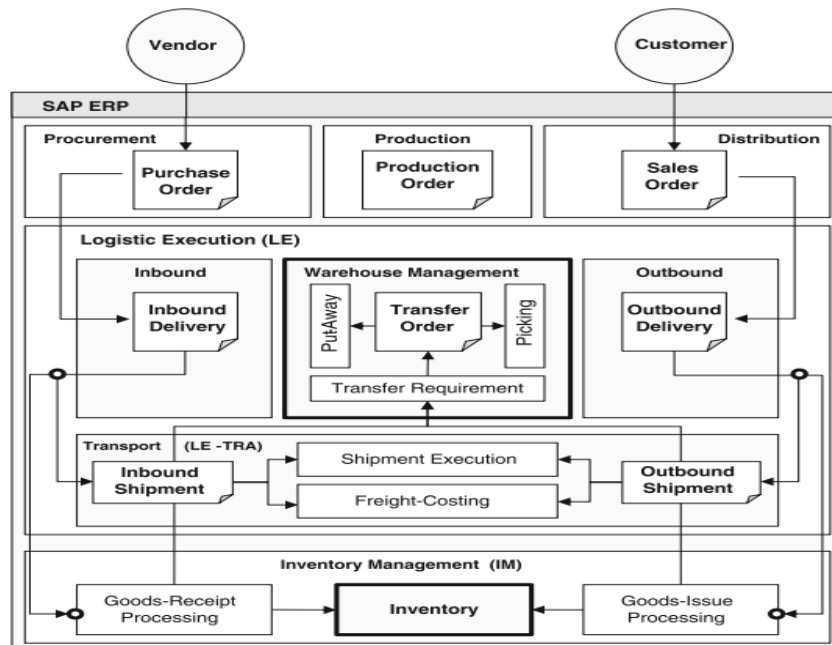 Vendor
Customer
SAP ERP
Procurement
Production
Distribution
Purchase
Order
Production
Order
Sales
Order
Logistic Execution (LE)
Inbound
Warehouse Management
Outbound
Inbound
Delivery
Put-Away
Transfer
Order
Picking
Outbound
Delivery
Transfer Requirement
Transport (LE -TRA)
Inbound
Shipment
Shipment Execution
Freight-Costing
Outbound
Shipment
Inventory Management (IM)
Goods-Receipt
Processing
Inventory
Goods-Issue
Processing